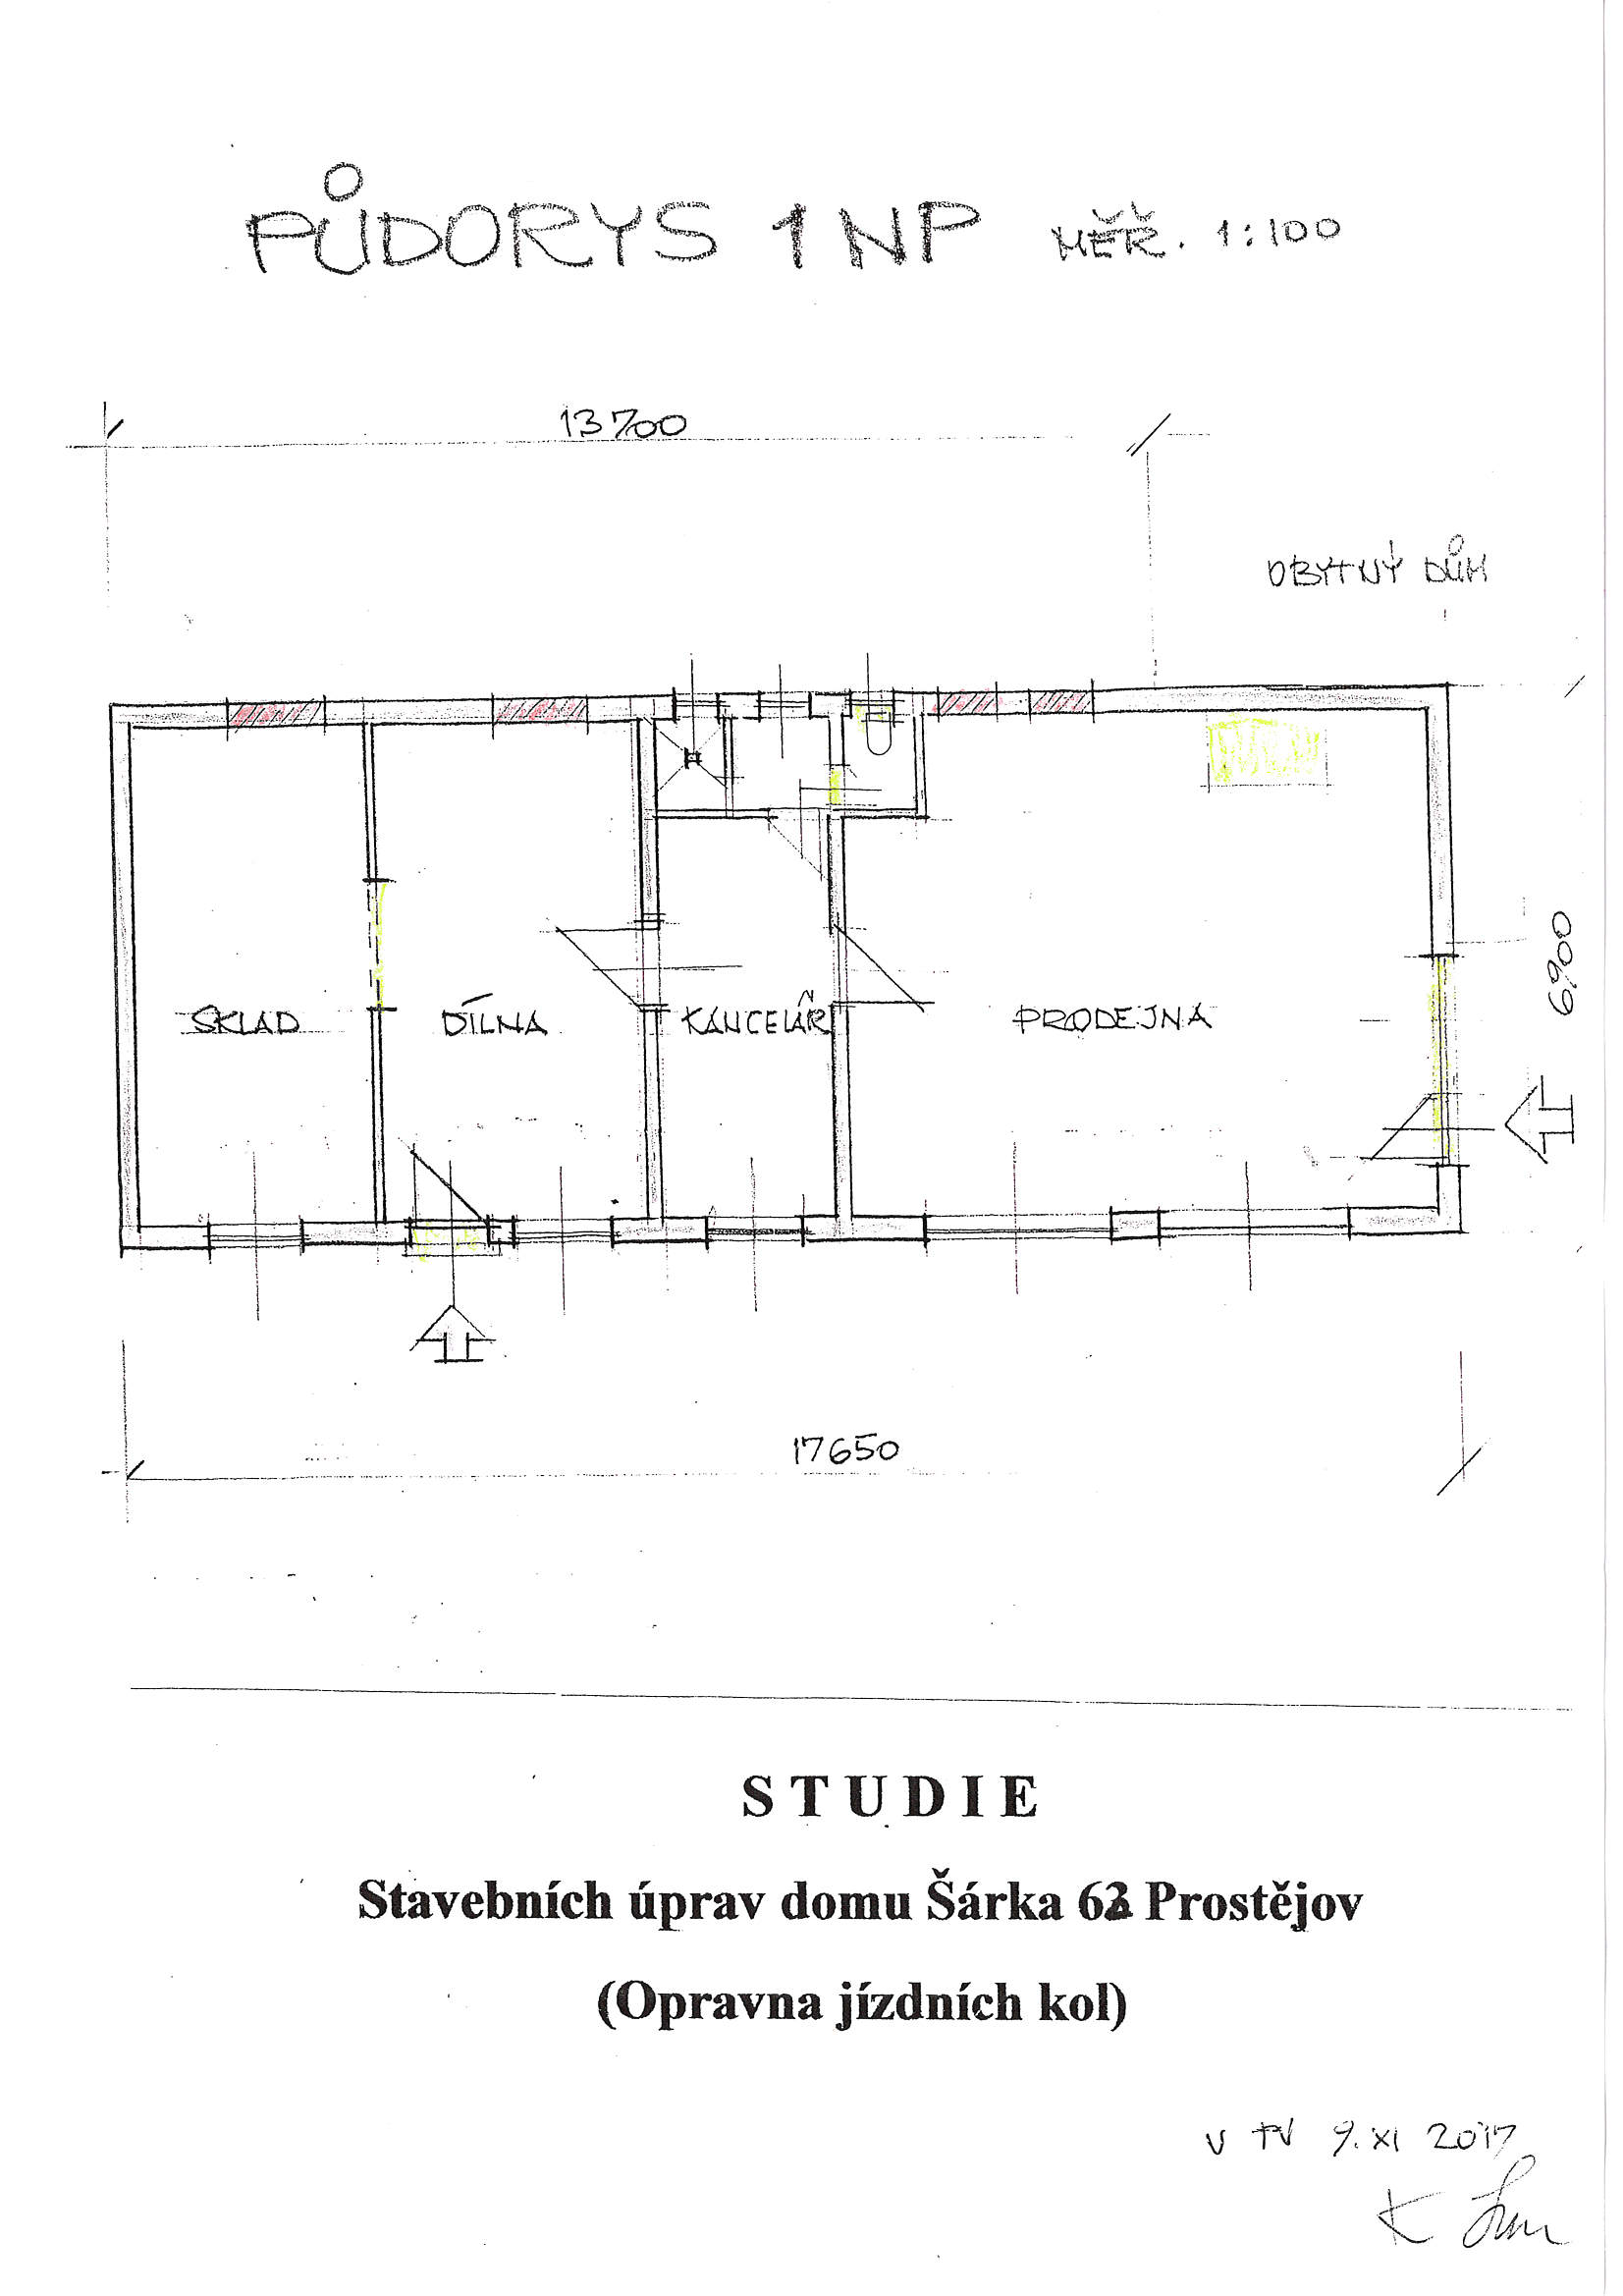 PŮDORYS 1 NP MĚŘ. 1:100
13700
OBYTNÝ DŮM
6900
SKLAD DÍLNA KANCELÁŘ PRODEJNA
17650
STUDIE
Stavebních úprav domu Šárka 62 Prostějov
(Opravna jízdních kol)
V PV 9. XI 2017
K